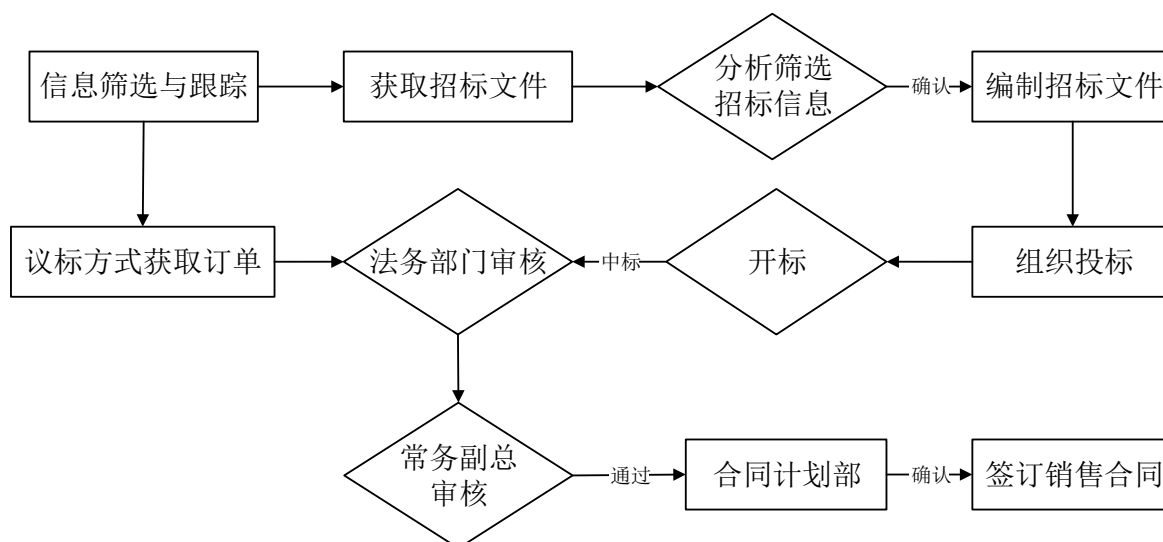 信息筛选与跟踪
获取招标文件
分析筛选
招标信息
确认
编制招标文件
议标方式获取订单
法务部门审核
中标
开标
组织投标
常务副总
审核
通过
合同计划部
确认
签订销售合同